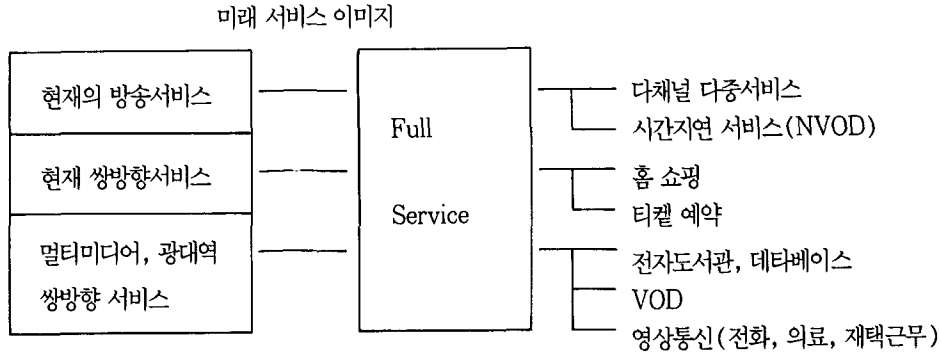 미래 서비스 이미지
현재의 방송서비스
현재 쌍방향서비스
멀티미디어, 광대역
쌍방향 서비스
Full
Service
다채널 다중서비스
시간지연 서비스(NVOD)
홈 쇼핑
티켙 예약
전자도서관, 데타베이스
VOD
영상통신(전화, 의료, 재택근무)